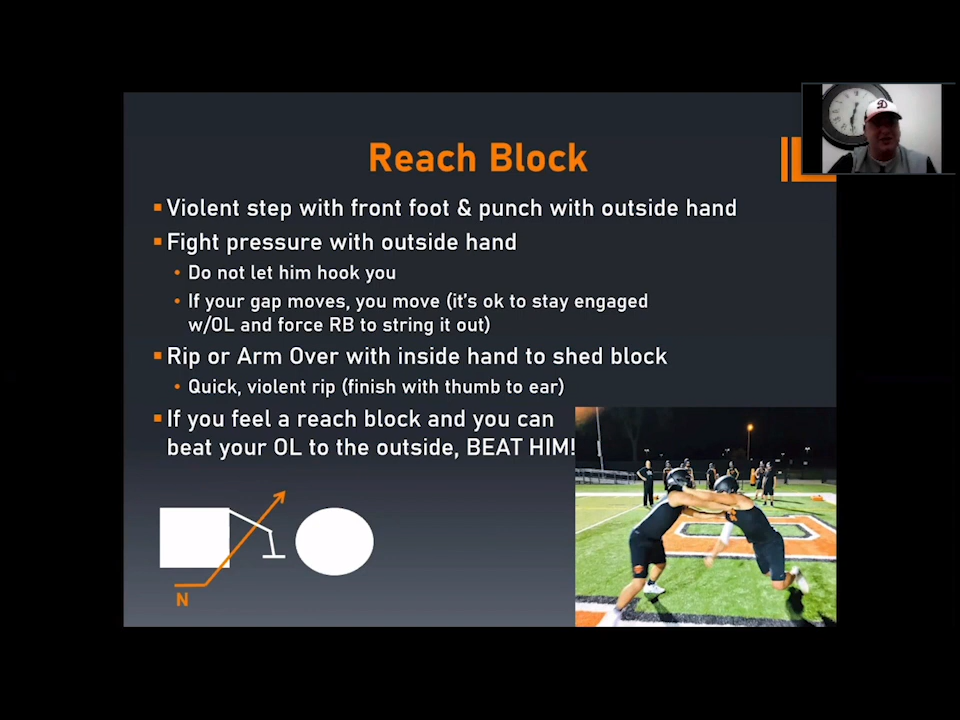 Reach Block
Violent step with front foot & punch with outside hand
Fight pressure with outside hand
Do not let him hook you
If your gap moves, you move (it's ok to stay engaged
w/OL and force RB to string it out)
Rip or Arm Over with inside hand to shed block
Quick, violent rip (finish with thumb to ear)
If you feel a reach block and you can
beat your OL to the outside, BEAT HIM!
N
D